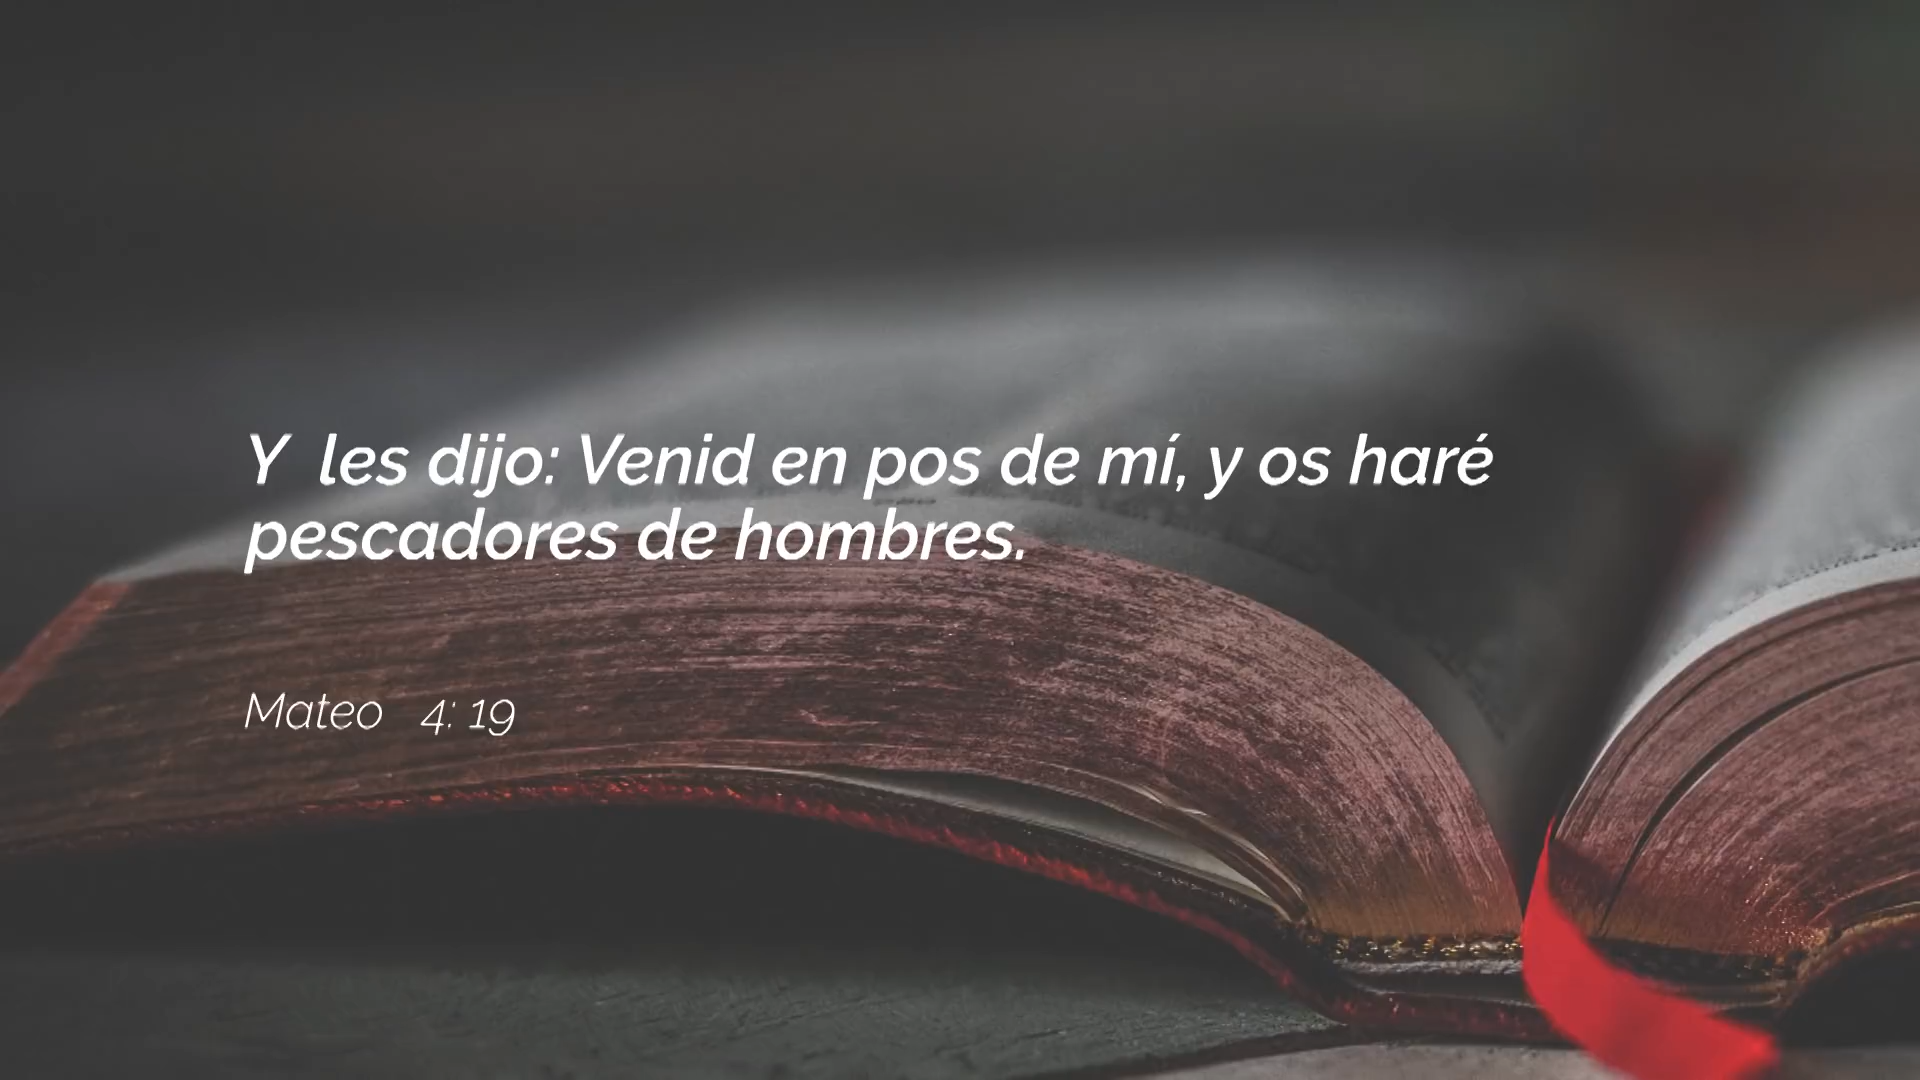 Y les dijo: Venid en pos de mí, y os haré
pescadores de hombres.
Mateo 4: 19